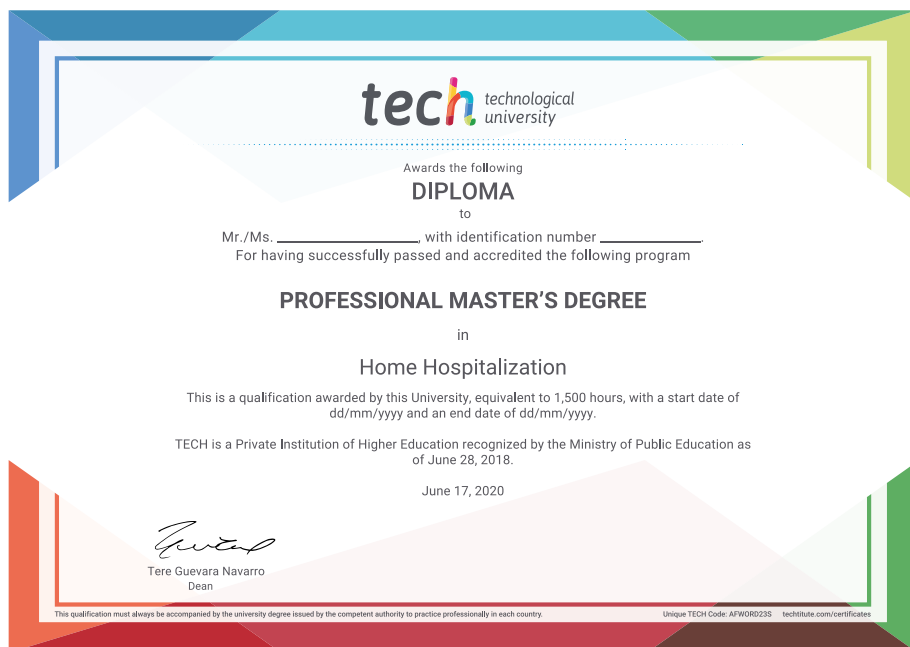 tech technological
university
Awards the following
DIPLOMA
to
Mr./Ms. ____________________, with identification number ______________.
For having successfully passed and accredited the following program
PROFESSIONAL MASTER'S DEGREE
in
Home Hospitalization
This is a qualification awarded by this University, equivalent to 1,500 hours, with a start date of
dd/mm/yyyy and an end date of dd/mm/yyyy.
TECH is a Private Institution of Higher Education recognized by the Ministry of Public Education as
of June 28, 2018.
June 17, 2020
Tere Guevara Navarro
Dean
This qualification must always be accompanied by the university degree issued by the competent authority to practice professionally in each country. Unique TECH Code: AFWORD23S techtitute.com/certificates